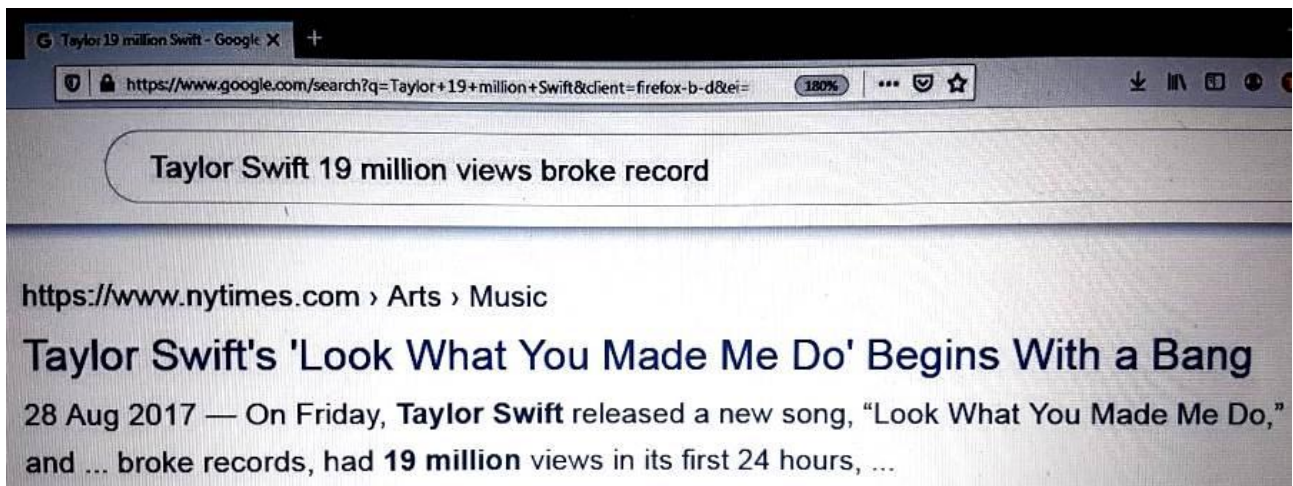 Taylor 19 million Swift - Google
https://www.google.com/search?q=Taylor+19+million+Swift&client=firefox-b-d&ei=
180%
Taylor Swift 19 million views broke record
https://www.nytimes.com › Arts › Music
Taylor Swift's 'Look What You Made Me Do' Begins With a Bang
28 Aug 2017 — On Friday, Taylor Swift released a new song, “Look What You Made Me Do,”
and ... broke records, had 19 million views in its first 24 hours, ...